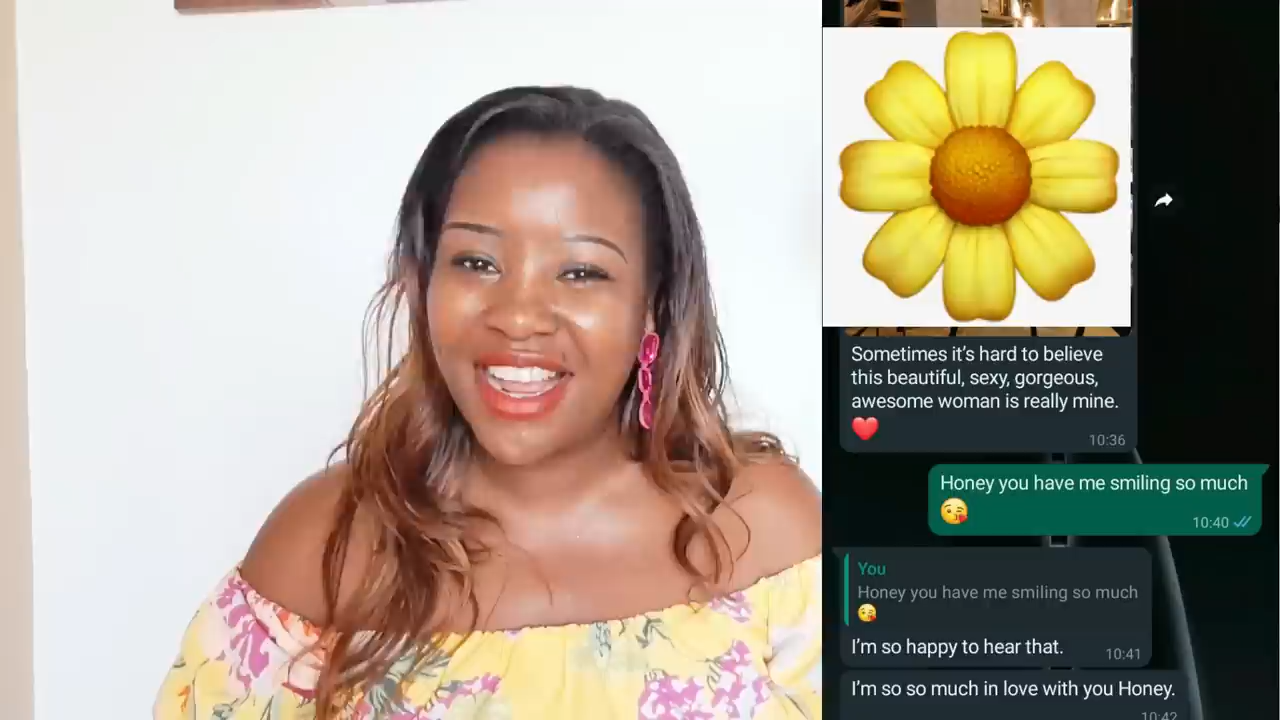 Sometimes it's hard to believe
this beautiful, sexy, gorgeous,
awesome woman is really mine.
❤️
10:36
Honey you have me smiling so much
😘
10:40
You
Honey you have me smiling so much
😘
I'm so happy to hear that.
10:41
I'm so so much in love with you Honey.
10:42